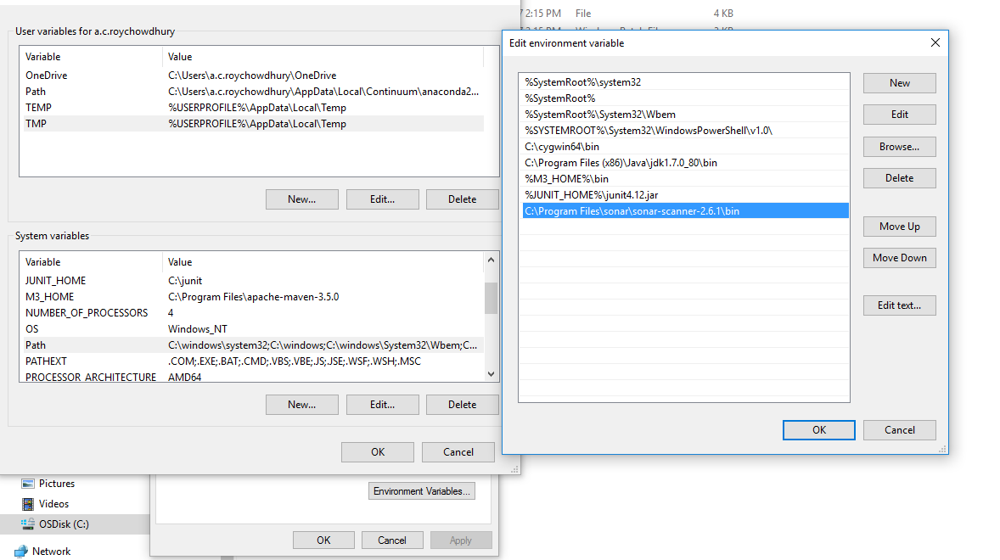 2:15 PM File 4 KB
User variables for a.c.roychowdhury
Variable Value
OneDrive C:\Users\a.c.roychowdhury\OneDrive
Path C:\Users\a.c.roychowdhury\AppData\Local\Continuum\anaconda2...
TEMP %USERPROFILE%\AppData\Local\Temp
TMP %USERPROFILE%\AppData\Local\Temp
New... Edit... Delete
System variables
Variable Value
JUNIT_HOME C:\junit
M3_HOME C:\Program Files\apache-maven-3.5.0
NUMBER_OF_PROCESSORS 4
OS Windows_NT
Path C:\windows\system32;C:\windows;C:\windows\System32\Wbem;C...
PATHEXT .COM;.EXE;.BAT;.CMD;.VBS;.VBE;.JS;.JSE;.WSF;.WSH;.MSC
PROCESSOR_ARCHITECTURE AMD64
New... Edit... Delete
OK Cancel
Edit environment variable
%SystemRoot%\system32
%SystemRoot%
%SystemRoot%\System32\Wbem
%SYSTEMROOT%\System32\WindowsPowerShell\v1.0\
C:\cygwin64\bin
C:\Program Files (x86)\Java\jdk1.7.0_80\bin
%M3_HOME%\bin
%JUNIT_HOME%\junit4.12.jar
C:\Program Files\sonar\sonar-scanner-2.6.1\bin
New
Edit
Browse...
Delete
Move Up
Move Down
Edit text...
OK Cancel
Pictures
Videos
OSDisk (C:)
Network
Environment Variables...
OK Cancel Apply